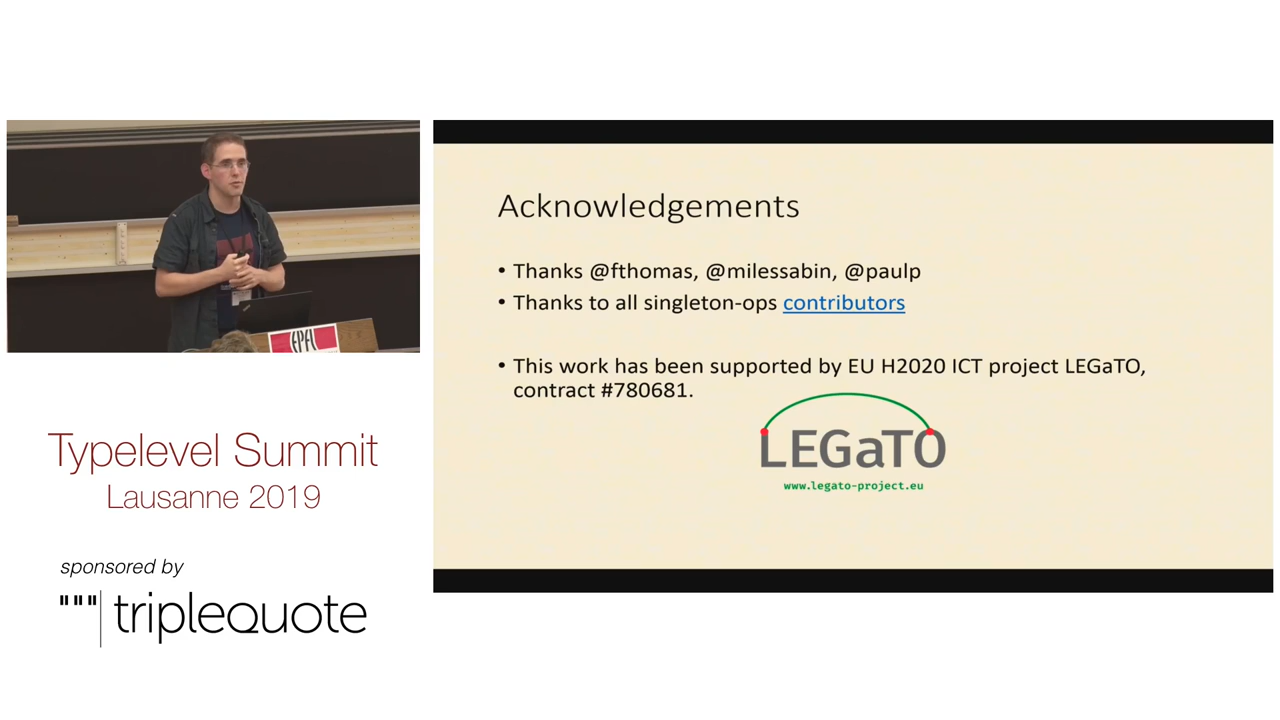 EPFL
Typelevel Summit
Lausanne 2019
sponsored by
"""|triplequote
Acknowledgements
• Thanks @fthomas, @milessabin, @paulp
• Thanks to all singleton-ops contributors
• This work has been supported by EU H2020 ICT project LEGaTO,
contract #780681.
LEGaTO
www.legato-project.eu